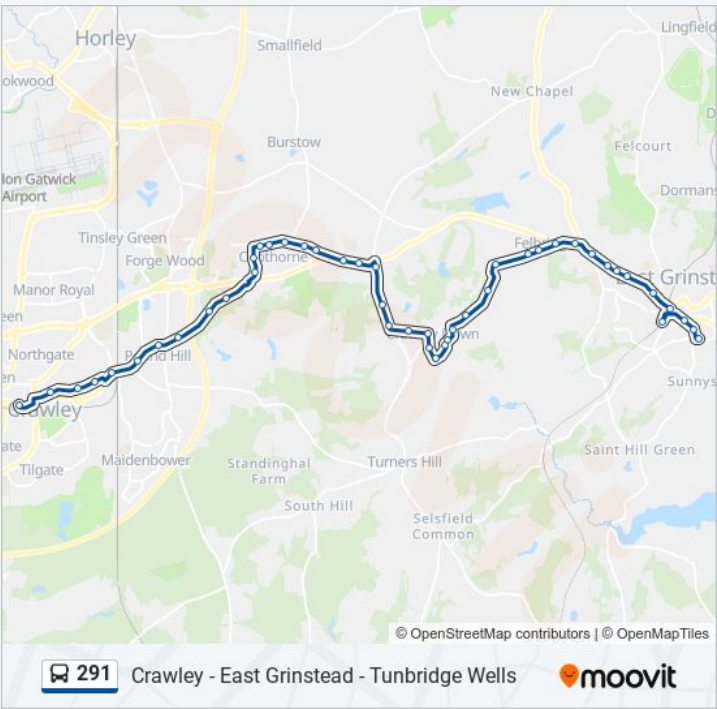 Horley
Smallfield
Lingfield
okwood
New Chapel
Burstow
Felcourt
lon Gatwick
Airport
Dormans
Tinsley Green
Forge Wood
Manor Royal
East Grinst
Northgate
Crawley
Sunnys
Maidenbower
Tilgate
Standinghal
Farm
Turners Hill
Saint Hill Green
South Hill
Selsfield
Common
© OpenStreetMap contributors | © OpenMapTiles
291
Crawley - East Grinstead - Tunbridge Wells
moovit